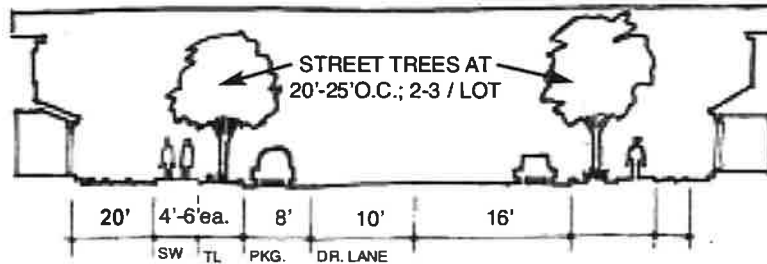 STREET TREES AT
20'-25'O.C.; 2-3 / LOT
20' 4'-6'ea. 8' 10' 16'
SW TL PKG. DR. LANE